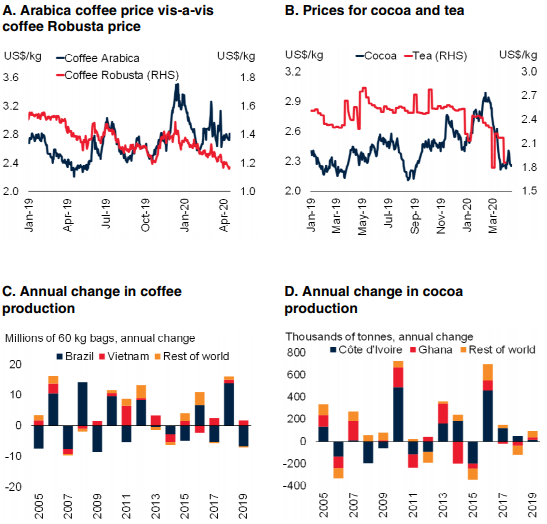 A. Arabica coffee price vis-a-vis
coffee Robusta price
US$/kg
US$/kg
Coffee Arabica
Coffee Robusta (RHS)
3.6
3.2
2.8
2.4
2.0
1.8
1.6
1.4
1.2
1.0
Jan-19
Apr-19
Jul-19
Oct-19
Jan-20
Apr-20
B. Prices for cocoa and tea
US$/kg
US$/kg
Cocoa
Tea (RHS)
3.2
2.9
2.6
2.3
2.0
3.0
2.7
2.4
2.1
1.8
1.5
Jan-19
Mar-19
May-19
Jul-19
Sep-19
Nov-19
Jan-20
Mar-20
C. Annual change in coffee
production
Millions of 60 kg bags, annual change
Brazil
Vietnam
Rest of world
20
10
0
-10
-20
2005
2007
2009
2011
2013
2015
2017
2019
D. Annual change in cocoa
production
Thousands of tonnes, annual change
Côte d'Ivoire
Ghana
Rest of world
800
600
400
200
0
-200
-400
2005
2007
2009
2011
2013
2015
2017
2019